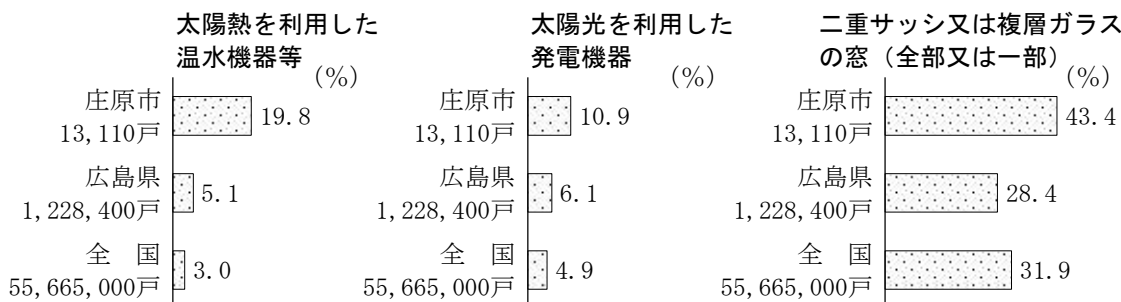 太陽熱を利用した
温水機器等
(%)
庄原市
13,110戸
19.8
広島県
1,228,400戸
5.1
全 国
55,665,000戸
3.0
太陽光を利用した
発電機器
(%)
庄原市
13,110戸
10.9
広島県
1,228,400戸
6.1
全 国
55,665,000戸
4.9
二重サッシ又は複層ガラス
の窓（全部又は一部）
(%)
庄原市
13,110戸
43.4
広島県
1,228,400戸
28.4
全 国
55,665,000戸
31.9